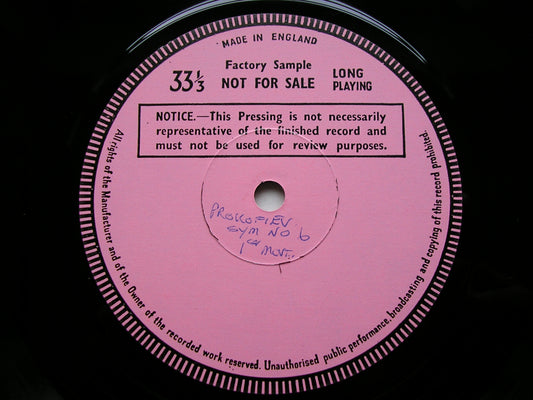 MADE IN ENGLAND
Factory Sample
33⅓ NOT FOR SALE LONG PLAYING
NOTICE.—This Pressing is not necessarily
representative of the finished record and
must not be used for review purposes.
PROKOFIEV
SYM NO 6
1st MOVT.
All rights of the Manufacturer and of the Owner of the recorded work reserved. Unauthorised public performance, broadcasting and copying of this record prohibited.